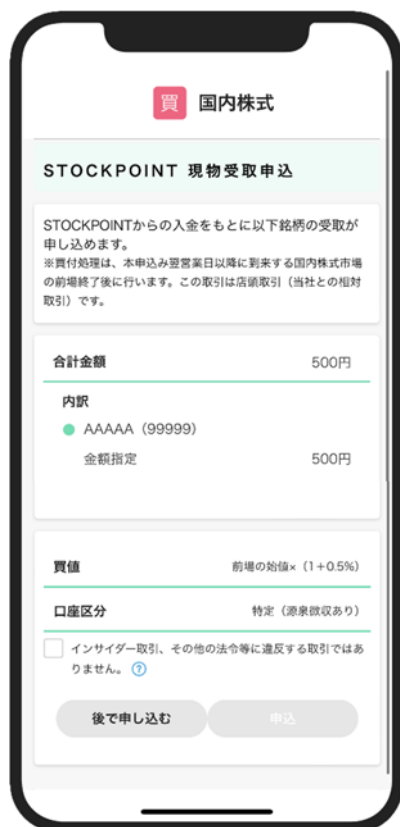 買 国内株式
STOCKPOINT 現物受取申込
STOCKPOINTからの入金をもとに以下銘柄の受取が
申し込めます。
※買付処理は、本申込み翌営業日以降に到来する国内株式市場
の前場終了後に行います。この取引は店頭取引（当社との相対
取引）です。
合計金額 500円
内訳
AAAAA（99999）
金額指定 500円
買値 前場の始値×（1+0.5%）
口座区分 特定（源泉徴収あり）
インサイダー取引、その他の法令等に違反する取引ではあ
りません。 ?
後で申し込む 申込